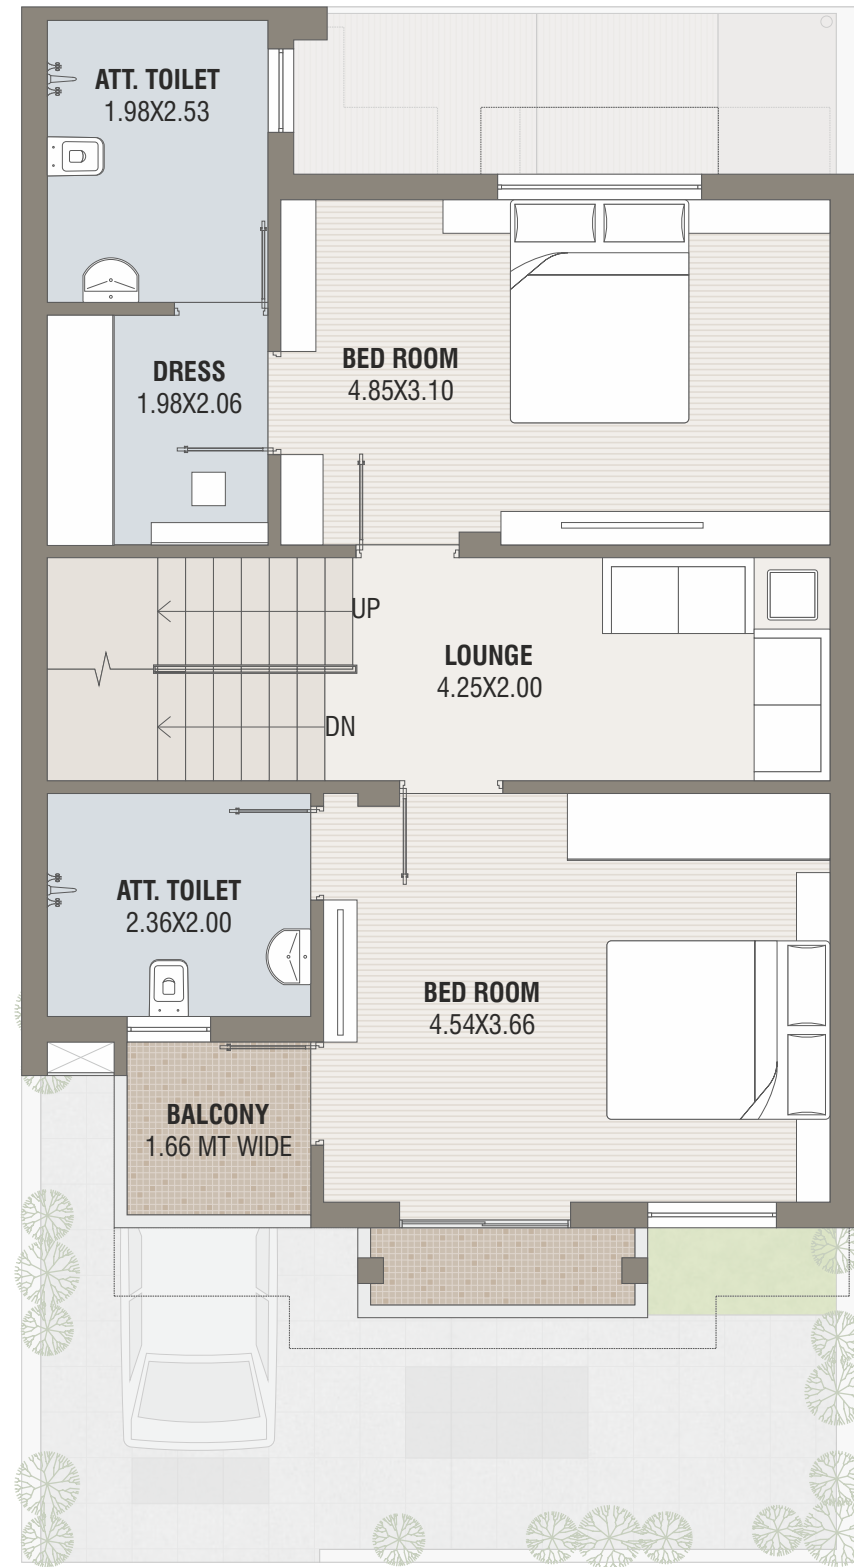 ATT. TOILET
1.98X2.53
BED ROOM
4.85X3.10
DRESS
1.98X2.06
UP
LOUNGE
4.25X2.00
DN
ATT. TOILET
2.36X2.00
BED ROOM
4.54X3.66
BALCONY
1.66 MT WIDE